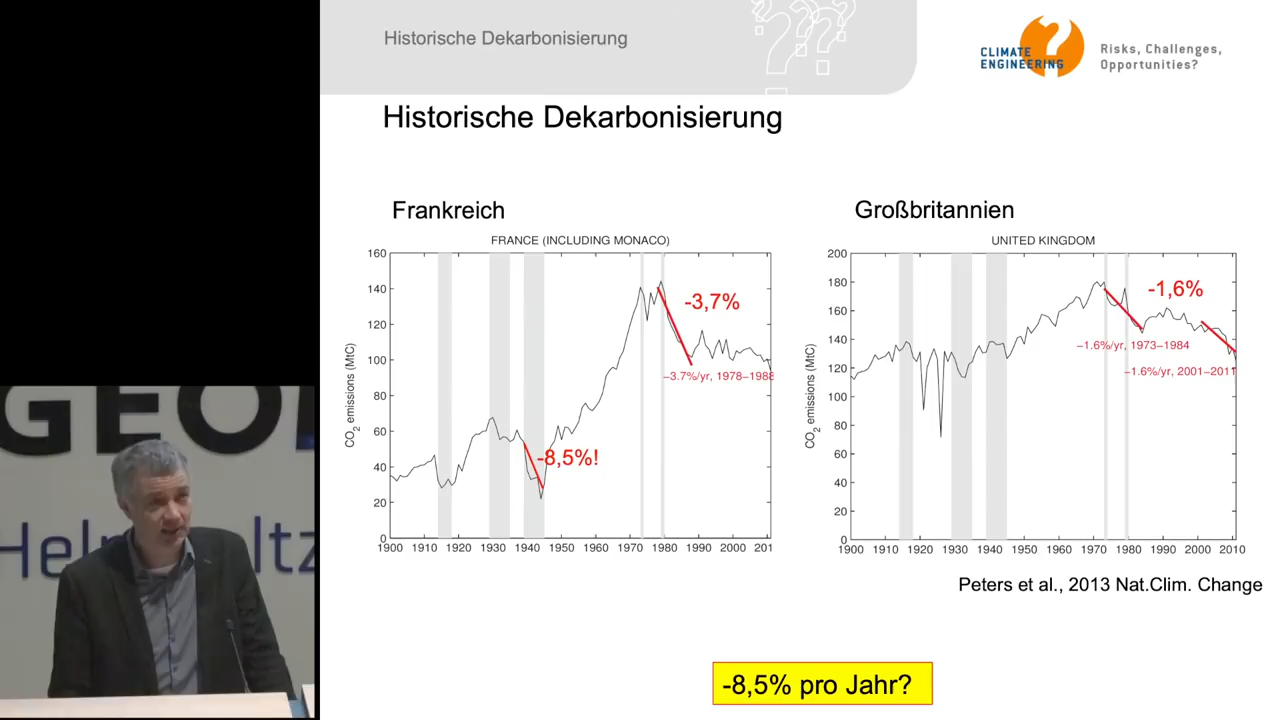 Historische Dekarbonisierung
CLIMATE
ENGINEERING
Risks, Challenges,
Opportunities?
Historische Dekarbonisierung
Frankreich
Großbritannien
FRANCE (INCLUDING MONACO)
160
140
120
100
80
60
40
20
0
CO2 emissions (MtC)
-3,7%
−3.7%/yr, 1978−1988
-8,5%!
1900 1910 1920 1930 1940 1950 1960 1970 1980 1990 2000 201
UNITED KINGDOM
200
180
160
140
120
100
80
60
40
20
0
CO2 emissions (MtC)
-1,6%
−1.6%/yr, 1973−1984
−1.6%/yr, 2001−2011
1900 1910 1920 1930 1940 1950 1960 1970 1980 1990 2000 2010
Peters et al., 2013 Nat.Clim. Change
-8,5% pro Jahr?
GEO
Hel ltz